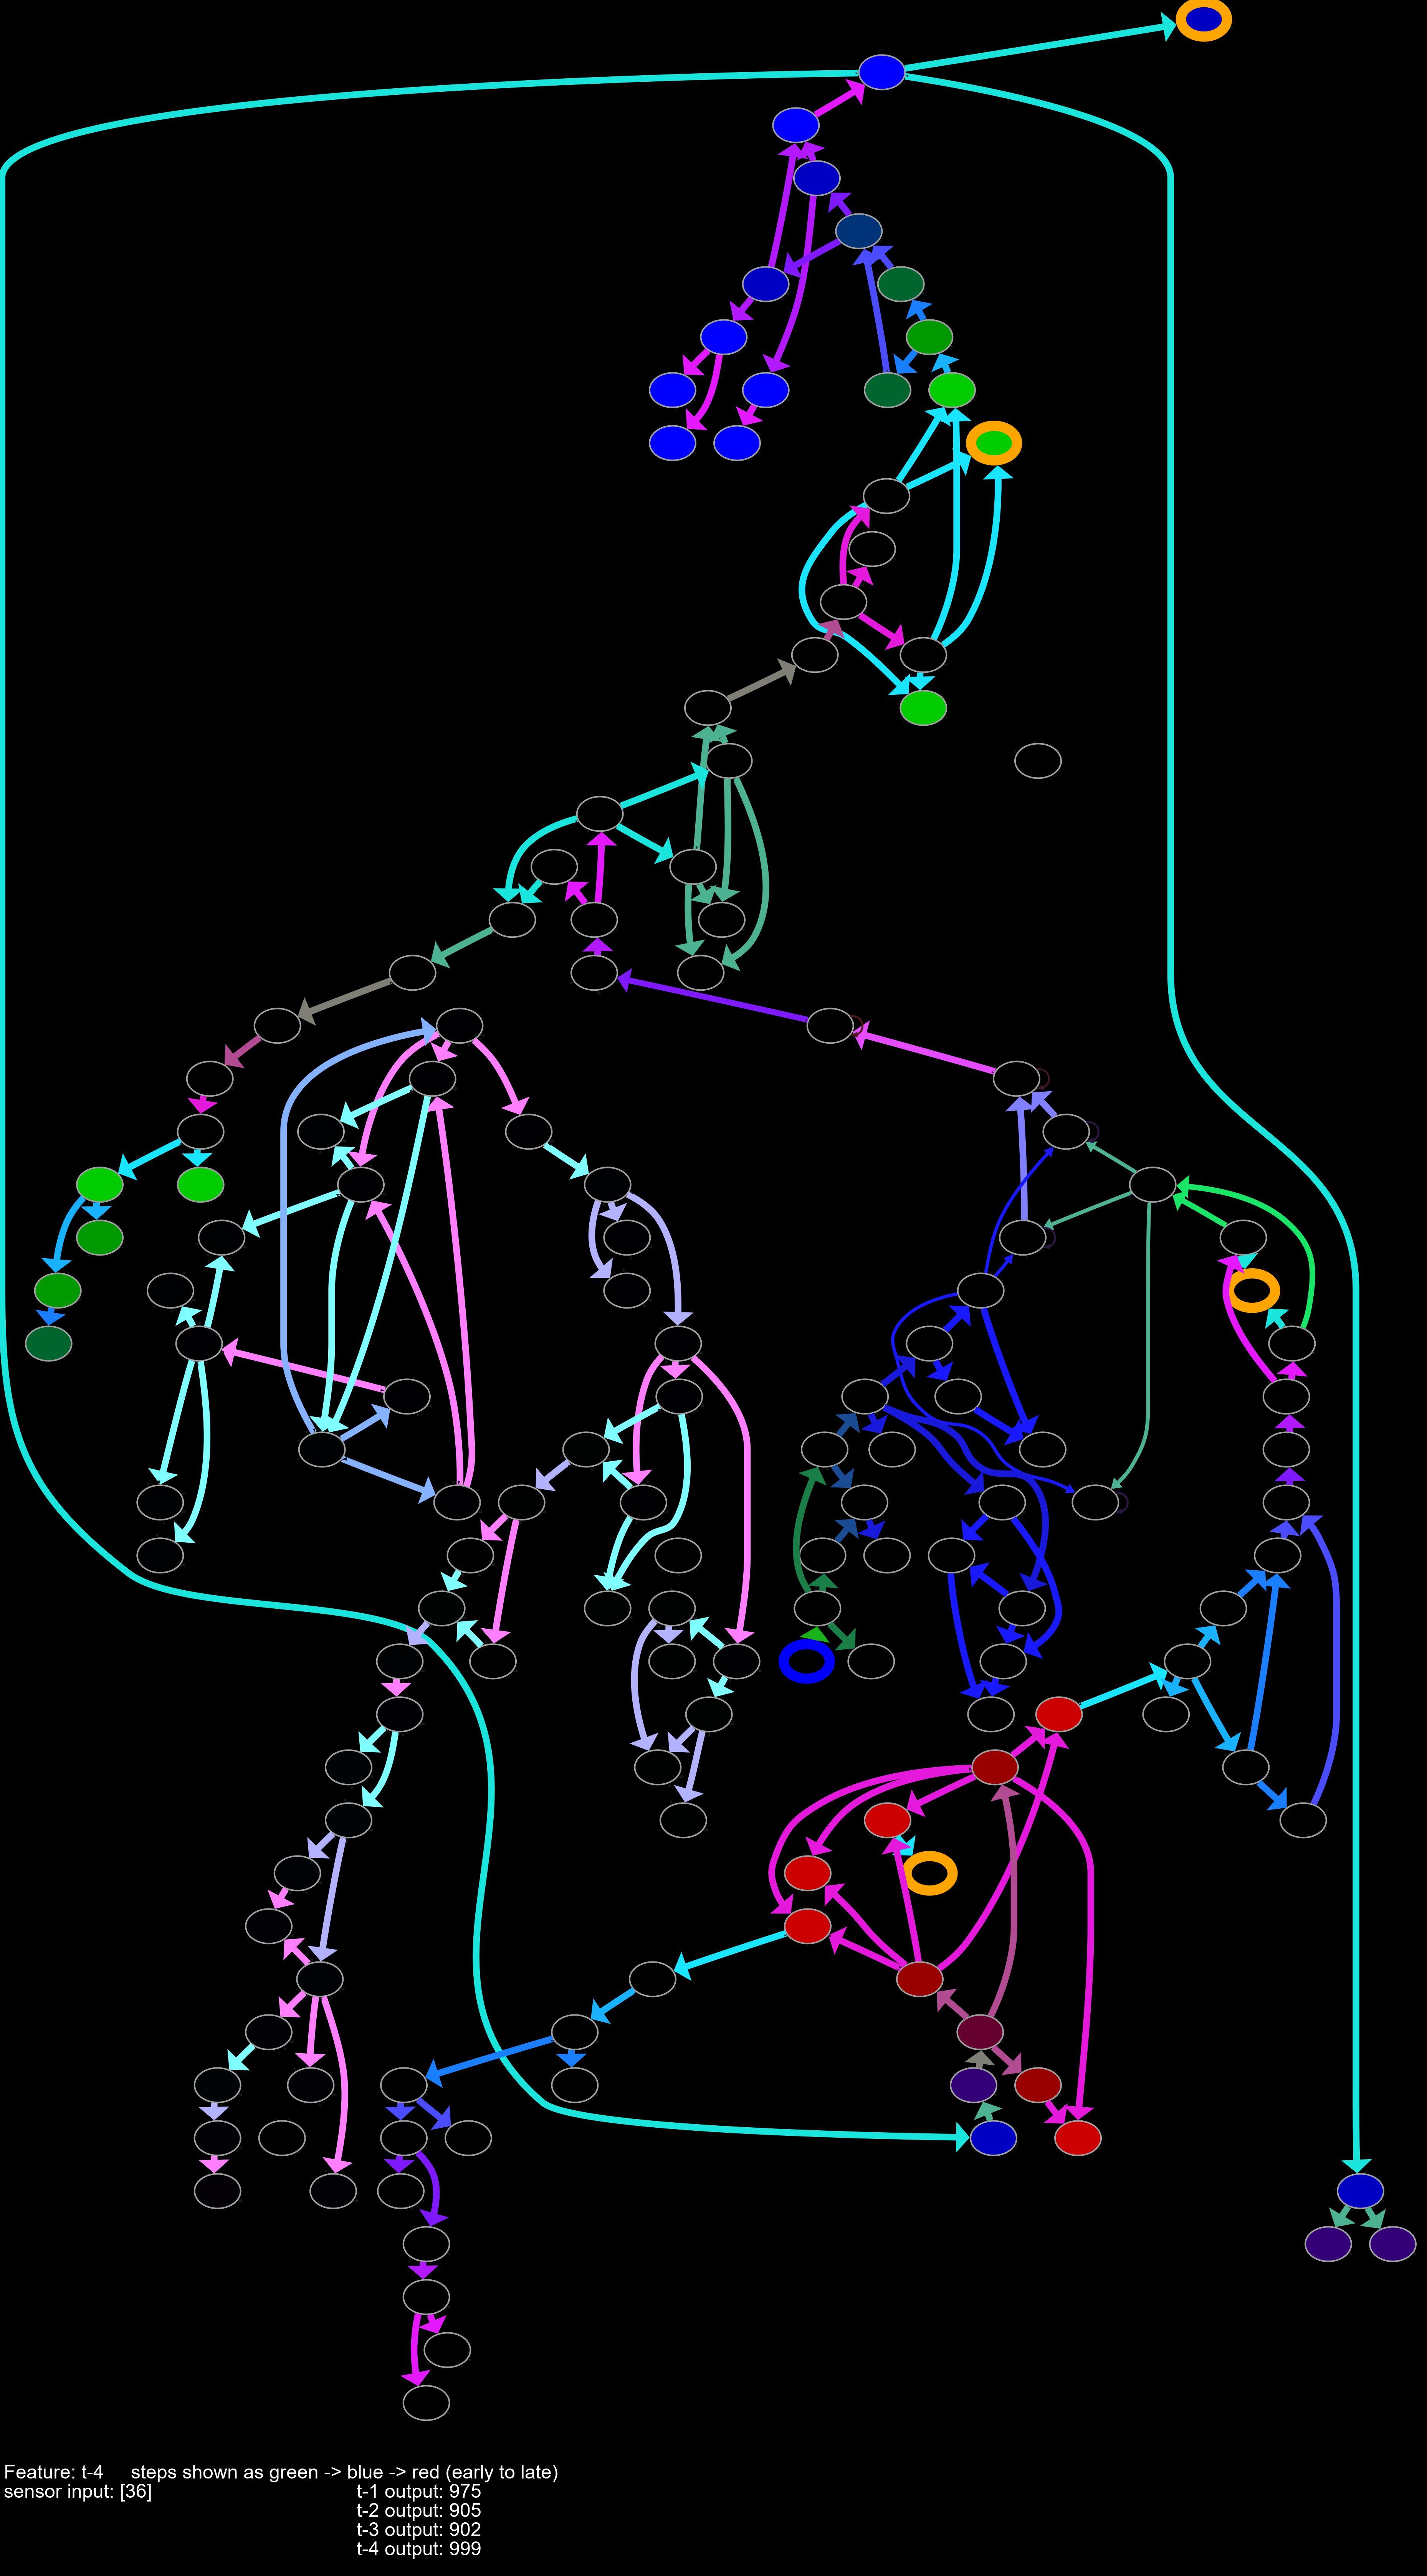 Feature: t-4     steps shown as green -> blue -> red (early to late)
sensor input: [36]                                      t-1 output: 975
t-2 output: 905
t-3 output: 902
t-4 output: 999